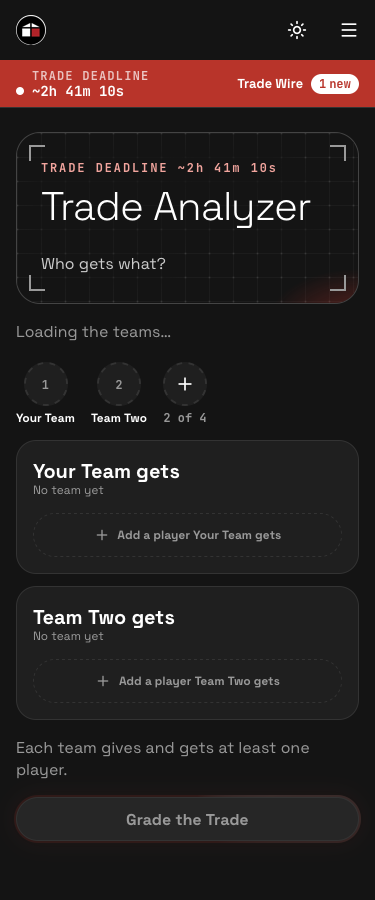 TRADE DEADLINE
~2h 41m 10s
Trade Wire
1 new
TRADE DEADLINE ~2h 41m 10s
Trade Analyzer
Who gets what?
Loading the teams…
1
2
Your Team
Team Two
2 of 4
Your Team gets
No team yet
Add a player Your Team gets
Team Two gets
No team yet
Add a player Team Two gets
Each team gives and gets at least one
player.
Grade the Trade